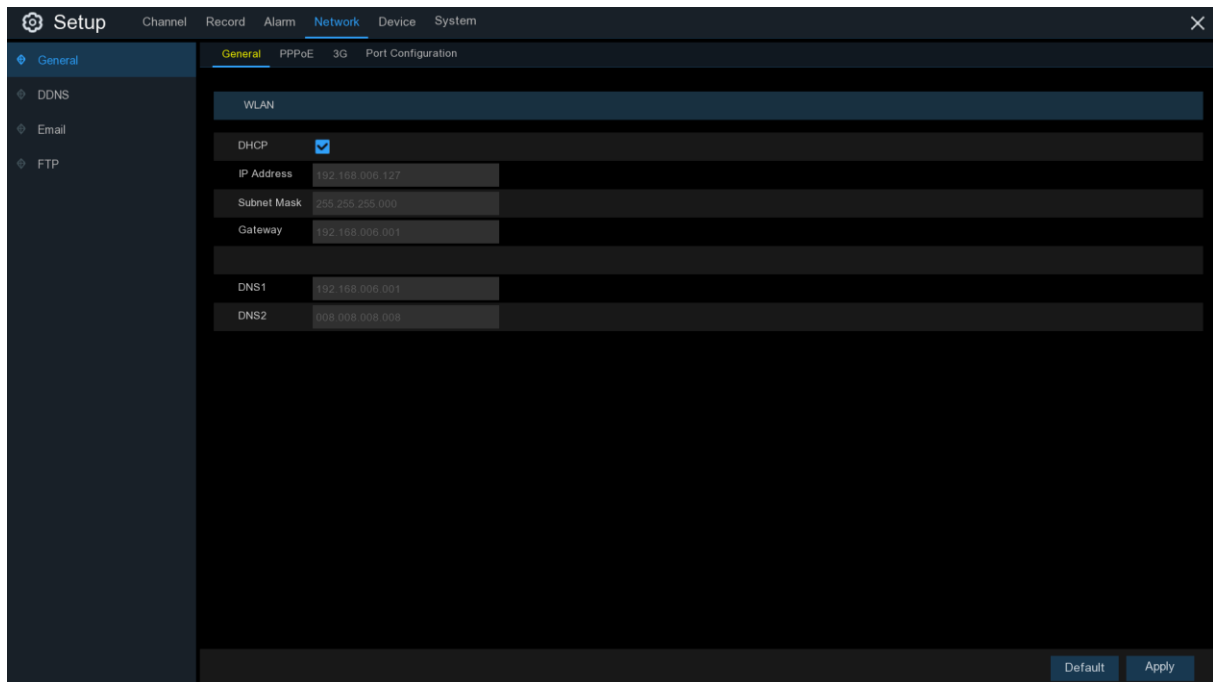 Setup Channel Record Alarm Network Device System
General
DDNS
Email
FTP
General PPPoE 3G Port Configuration
WLAN
DHCP
IP Address 192.168.006.127
Subnet Mask 255.255.255.000
Gateway 192.168.006.001
DNS1 192.168.006.001
DNS2 008.008.008.008
Default Apply